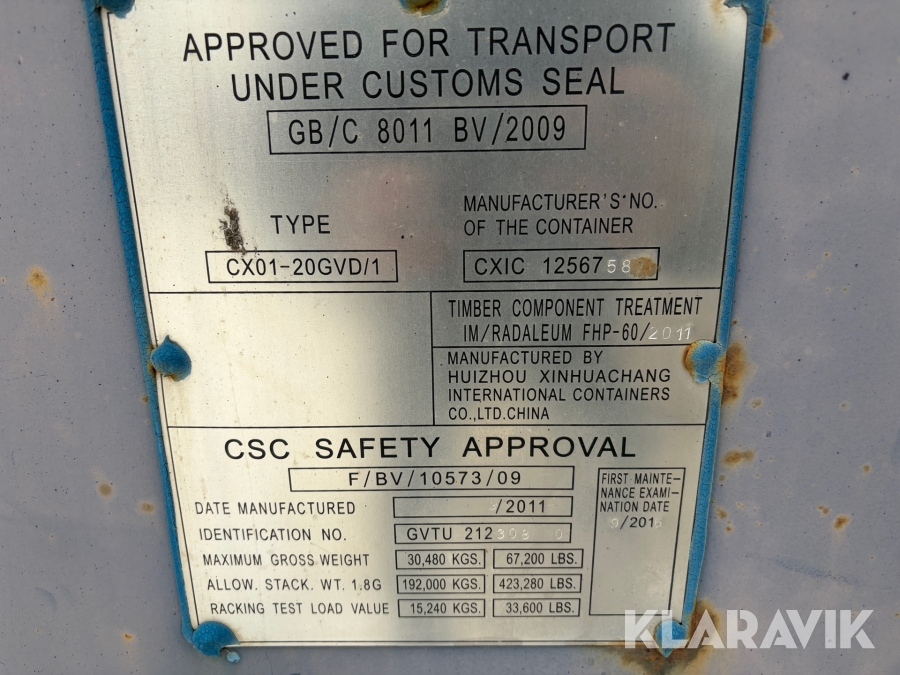 APPROVED FOR TRANSPORT
UNDER CUSTOMS SEAL
GB/C 8011 BV/2009
TYPE
CX01-20GVD/1
MANUFACTURER'S NO.
OF THE CONTAINER
CXIC 1256758
TIMBER COMPONENT TREATMENT
IM/RADALEUM FHP-60/2011
MANUFACTURED BY
HUIZHOU XINHUACHANG
INTERNATIONAL CONTAINERS
CO.,LTD.CHINA
CSC SAFETY APPROVAL
F/BV/10573/09
DATE MANUFACTURED /2011
IDENTIFICATION NO. GVTU 212
MAXIMUM GROSS WEIGHT 30,480 KGS. 67,200 LBS.
ALLOW. STACK. WT. 1.8G 192,000 KGS. 423,280 LBS.
RACKING TEST LOAD VALUE 15,240 KGS. 33,600 LBS.
FIRST MAINTE-
NANCE EXAMI-
NATION DATE
KLARAVIK